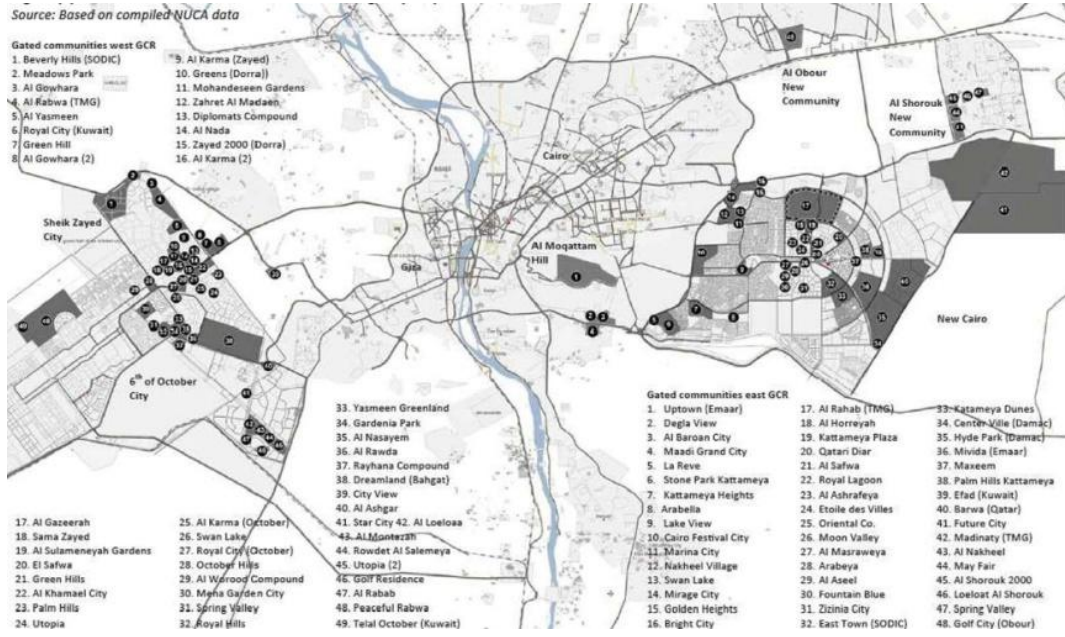 Source: Based on compiled NUCA data
Gated communities west GCR
1. Beverly Hills (SODIC)
2. Meadows Park
3. Al Gowhara
4. Al Rabwa (TMG)
5. Al Yasmeen
6. Royal City (Kuwait)
7. Green Hill
8. Al Gowhara (2)
9. Al Karma (Zayed)
10. Greens (Dorra))
11. Mohandeseen Gardens
12. Zahret Al Madaen
13. Diplomats Compound
14. Al Nada
15. Zayed 2000 (Dorra)
16. Al Karma (2)
Al Obour
New
Community
Al Shorouk
New
Community
Cairo
Sheik Zayed
City
Giza
Al Moqattam
Hill
New Cairo
6th of October
City
17. Al Gazeerah
18. Sama Zayed
19. Al Sulameneyah Gardens
20. El Safwa
21. Green Hills
22. Al Khamael City
23. Palm Hills
24. Utopia
25. Al Karma (October)
26. Swan Lake
27. Royal City (October)
28. October Hills
29. Al Worood Compound
30. Mena Garden City
31. Spring Valley
32. Royal Hills
33. Yasmeen Greenland
34. Gardenia Park
35. Al Nasayem
36. Al Rawda
37. Rayhana Compound
38. Dreamland (Bahgat)
39. City View
40. Al Ashgar
41. Star City 42. Al Loeloaa
43. Al Montazah
44. Rowdet Al Salemeya
45. Utopia (2)
46. Golf Residence
47. Al Rabab
48. Peaceful Rabwa
49. Telal October (Kuwait)
Gated communities east GCR
1. Uptown (Emaar)
2. Degla View
3. Al Baroan City
4. Maadi Grand City
5. La Reve
6. Stone Park Kattameya
7. Kattameya Heights
8. Arabella
9. Lake View
10. Cairo Festival City
11. Marina City
12. Nakheel Village
13. Swan Lake
14. Mirage City
15. Golden Heights
16. Bright City
17. Al Rahab (TMG)
18. Al Horreyah
19. Kattameya Plaza
20. Qatari Diar
21. Al Safwa
22. Royal Lagoon
23. Al Ashrafeya
24. Etoile des Villes
25. Oriental Co.
26. Moon Valley
27. Al Masraweya
28. Arabeya
29. Al Aseel
30. Fountain Blue
31. Zizinia City
32. East Town (SODIC)
33. Katameya Dunes
34. Center Ville (Damac)
35. Hyde Park (Damac)
36. Mivida (Emaar)
37. Maxeem
38. Palm Hills Kattameya
39. Efad (Kuwait)
40. Barwa (Qatar)
41. Future City
42. Madinaty (TMG)
43. Al Nakheel
44. May Fair
45. Al Shorouk 2000
46. Loeloat Al Shorouk
47. Spring Valley
48. Golf City (Obour)